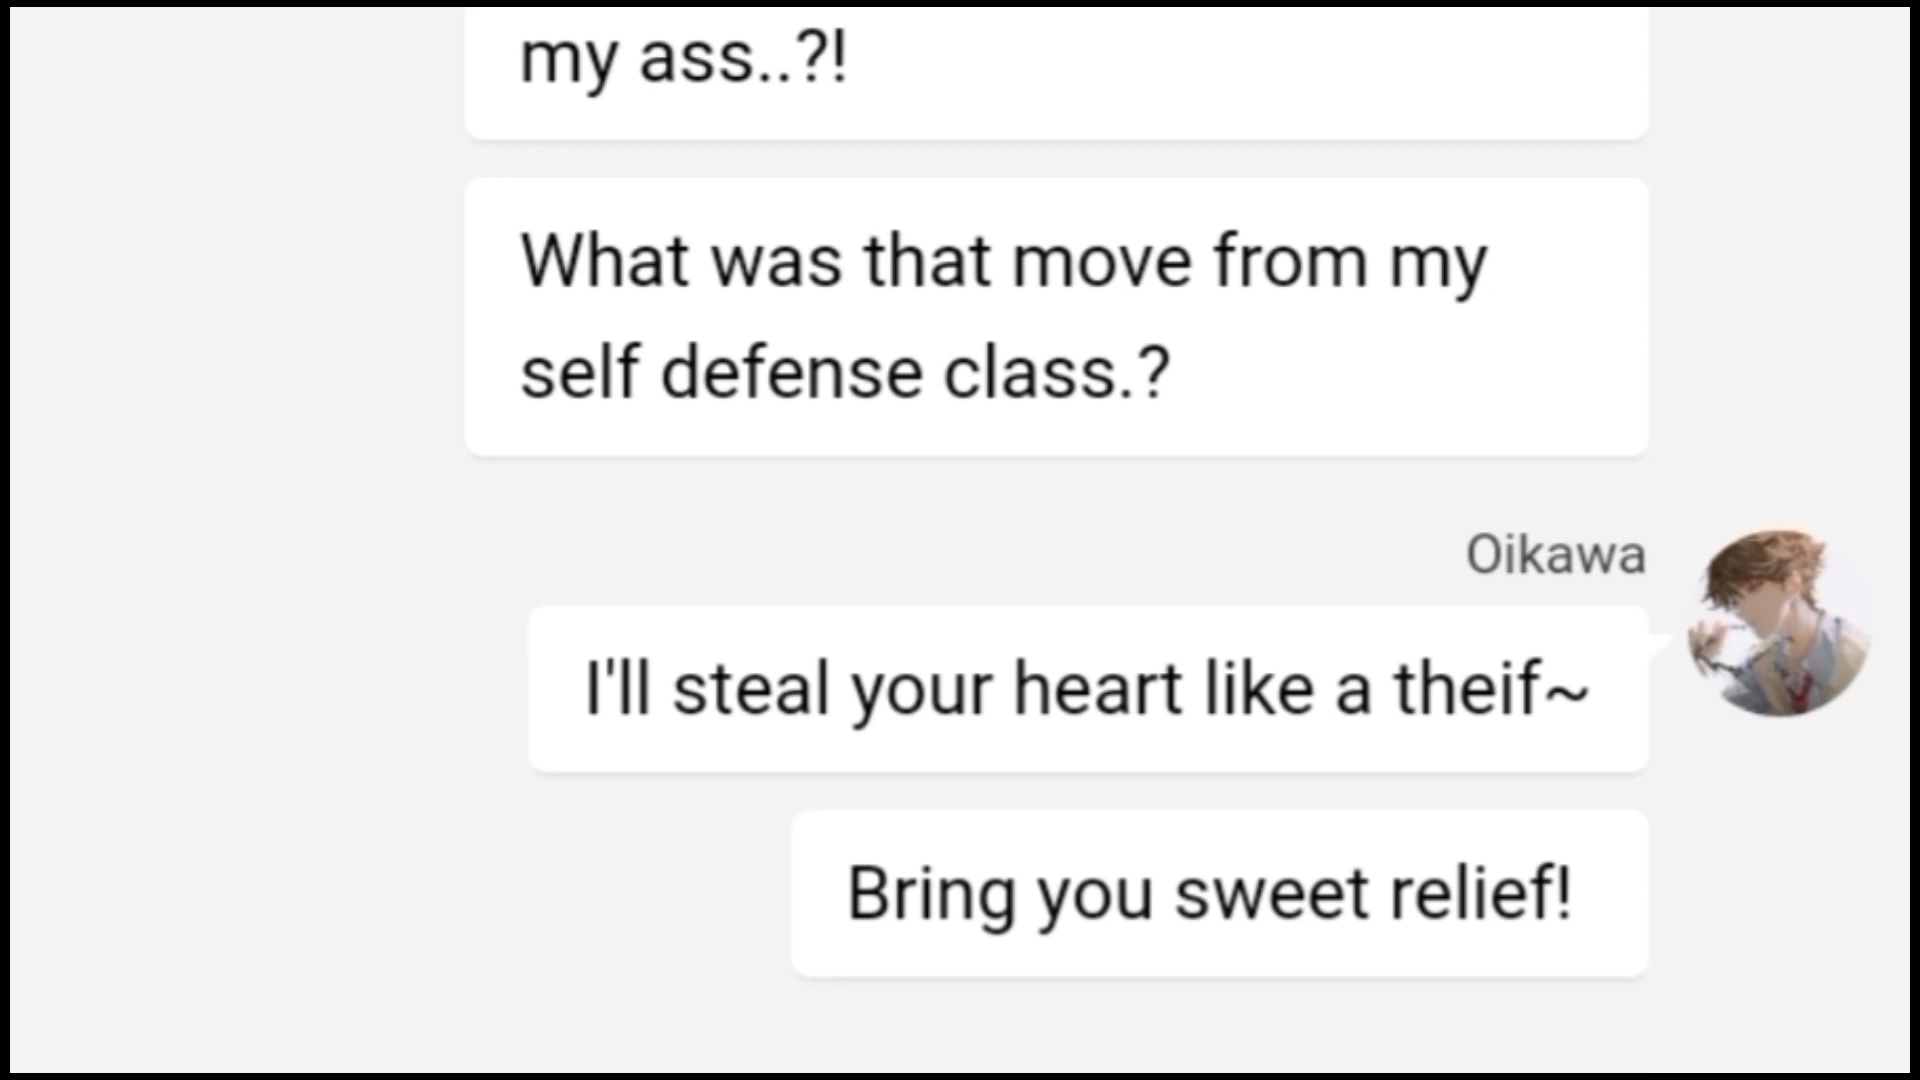 my ass..?!
What was that move from my
self defense class.?
Oikawa
I'll steal your heart like a theif~
Bring you sweet relief!